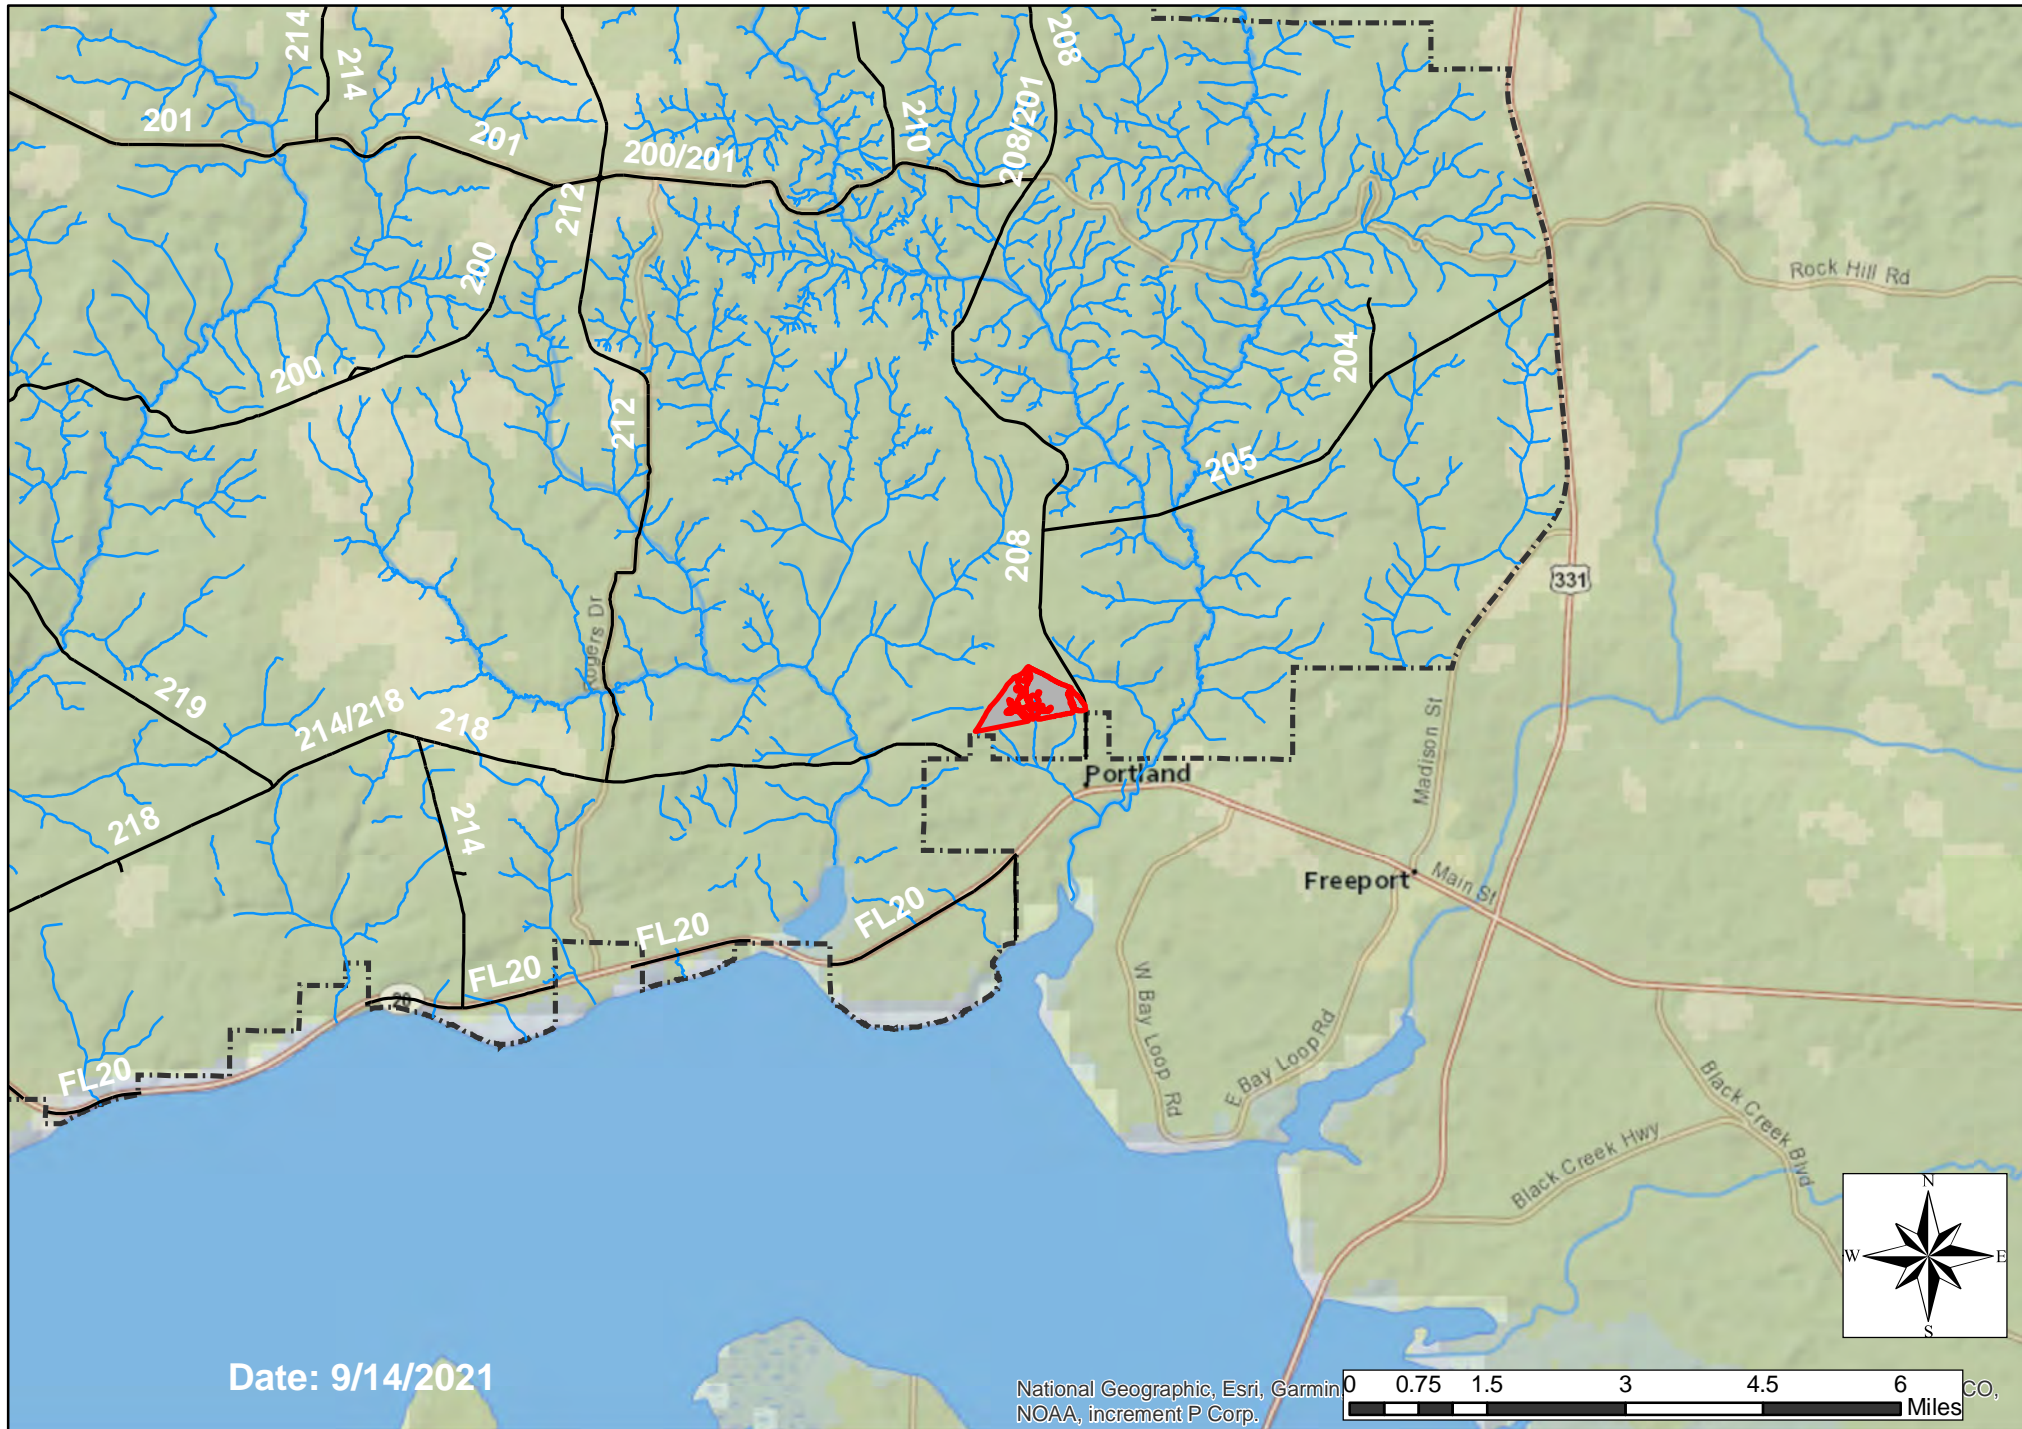 214
214
208
201
201
200/201
210
208/201
212
200
Rock Hill Rd
200
204
212
205
208
331
Rogers Dr
219
214/218
218
Madison St
Portland
218
214
Freeport
Main St
FL20
FL20
FL20
20
W Bay Loop Rd
E Bay Loop Rd
FL20
Black Creek Blvd
Black Creek Hwy
N
W
E
S
Date: 9/14/2021
National Geographic, Esri, Garmin
CO,
NOAA, increment P Corp.
0 0.75 1.5 3 4.5 6
Miles